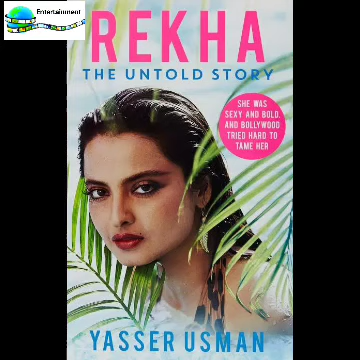 Entertainment
REKHA
THE UNTOLD STORY
SHE WAS
SEXY AND BOLD.
AND BOLLYWOOD
TRIED HARD TO
TAME HER
YASSER USMAN